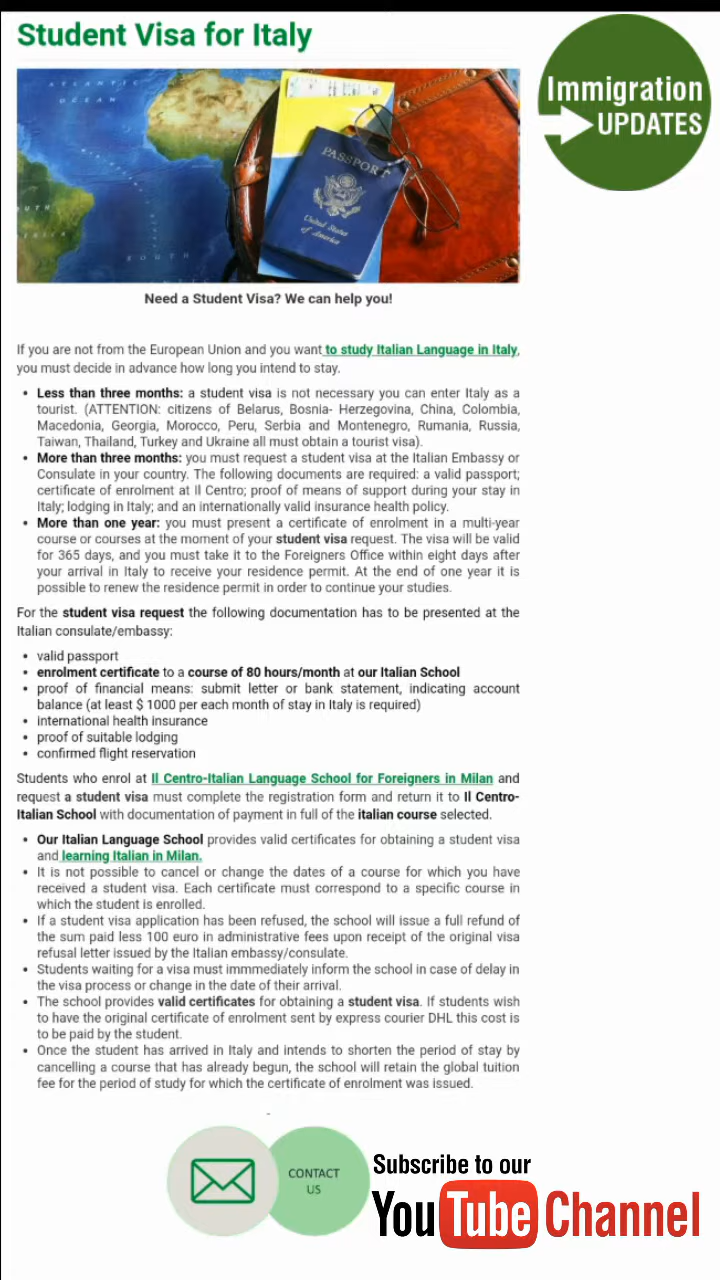 Student Visa for Italy
Immigration
UPDATES
ATLANTIC
OCEAN
PASSPORT
United States
of America
SOUTH
Need a Student Visa? We can help you!
If you are not from the European Union and you want to study Italian Language in Italy,
you must decide in advance how long you intend to stay.
• Less than three months: a student visa is not necessary you can enter Italy as a
tourist. (ATTENTION: citizens of Belarus, Bosnia- Herzegovina, China, Colombia,
Macedonia, Georgia, Morocco, Peru, Serbia and Montenegro, Rumania, Russia,
Taiwan, Thailand, Turkey and Ukraine all must obtain a tourist visa).
• More than three months: you must request a student visa at the Italian Embassy or
Consulate in your country. The following documents are required: a valid passport;
certificate of enrolment at Il Centro; proof of means of support during your stay in
Italy; lodging in Italy; and an internationally valid insurance health policy.
• More than one year: you must present a certificate of enrolment in a multi-year
course or courses at the moment of your student visa request. The visa will be valid
for 365 days, and you must take it to the Foreigners Office within eight days after
your arrival in Italy to receive your residence permit. At the end of one year it is
possible to renew the residence permit in order to continue your studies.
For the student visa request the following documentation has to be presented at the
Italian consulate/embassy:
• valid passport
• enrolment certificate to a course of 80 hours/month at our Italian School
• proof of financial means: submit letter or bank statement, indicating account
balance (at least $ 1000 per each month of stay in Italy is required)
• international health insurance
• proof of suitable lodging
• confirmed flight reservation
Students who enrol at Il Centro-Italian Language School for Foreigners in Milan and
request a student visa must complete the registration form and return it to Il Centro-
Italian School with documentation of payment in full of the italian course selected.
• Our Italian Language School provides valid certificates for obtaining a student visa
and learning Italian in Milan.
• It is not possible to cancel or change the dates of a course for which you have
received a student visa. Each certificate must correspond to a specific course in
which the student is enrolled.
• If a student visa application has been refused, the school will issue a full refund of
the sum paid less 100 euro in administrative fees upon receipt of the original visa
refusal letter issued by the Italian embassy/consulate.
• Students waiting for a visa must immmediately inform the school in case of delay in
the visa process or change in the date of their arrival.
• The school provides valid certificates for obtaining a student visa. If students wish
to have the original certificate of enrolment sent by express courier DHL this cost is
to be paid by the student.
• Once the student has arrived in Italy and intends to shorten the period of stay by
cancelling a course that has already begun, the school will retain the global tuition
fee for the period of study for which the certificate of enrolment was issued.
CONTACT
US
Subscribe to our
YouTube Channel